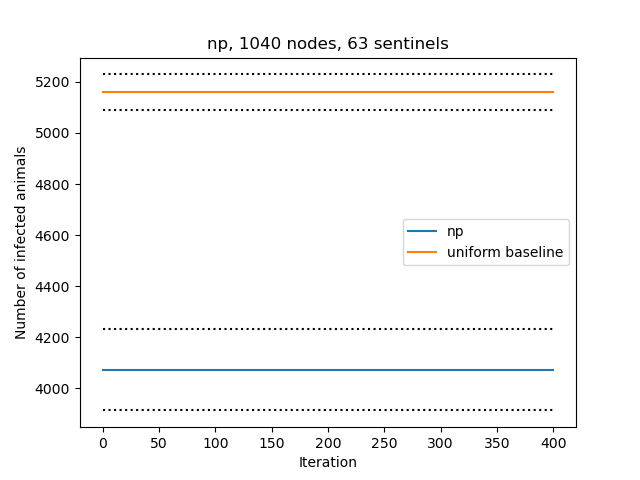 np, 1040 nodes, 63 sentinels
Number of infected animals
5200
5000
4800
4600
4400
4200
4000
np
uniform baseline
0 50 100 150 200 250 300 350 400
Iteration